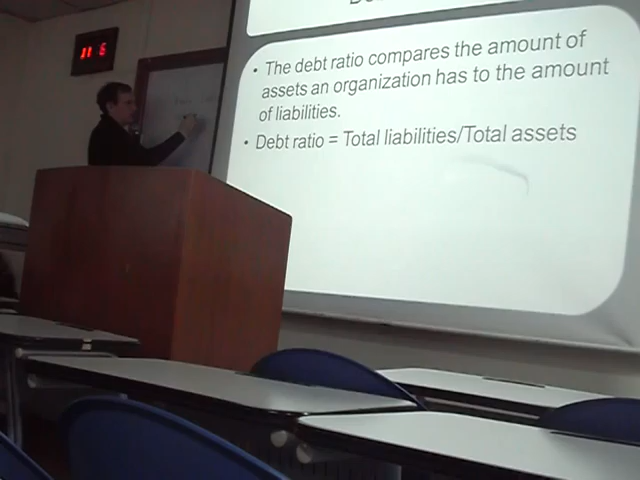 • The debt ratio compares the amount of
assets an organization has to the amount
of liabilities.
• Debt ratio = Total liabilities/Total assets